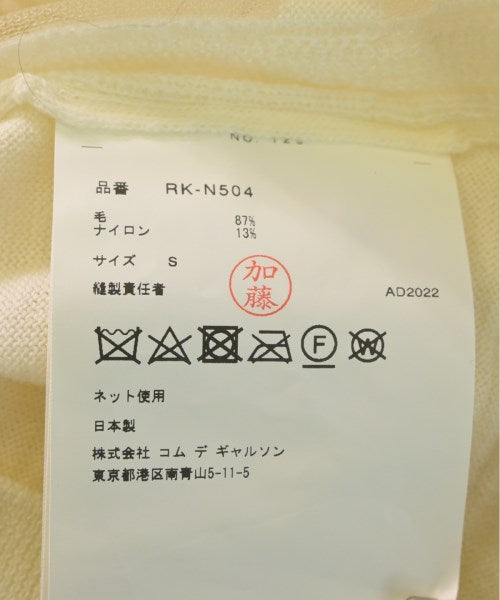 NO. 129
品番 RK-N504
毛 87%
ナイロン 13%
サイズ S
縫製責任者 加藤 AD2022
F W
ネット使用
日本製
株式会社 コム デ ギャルソン
東京都港区南青山5-11-5